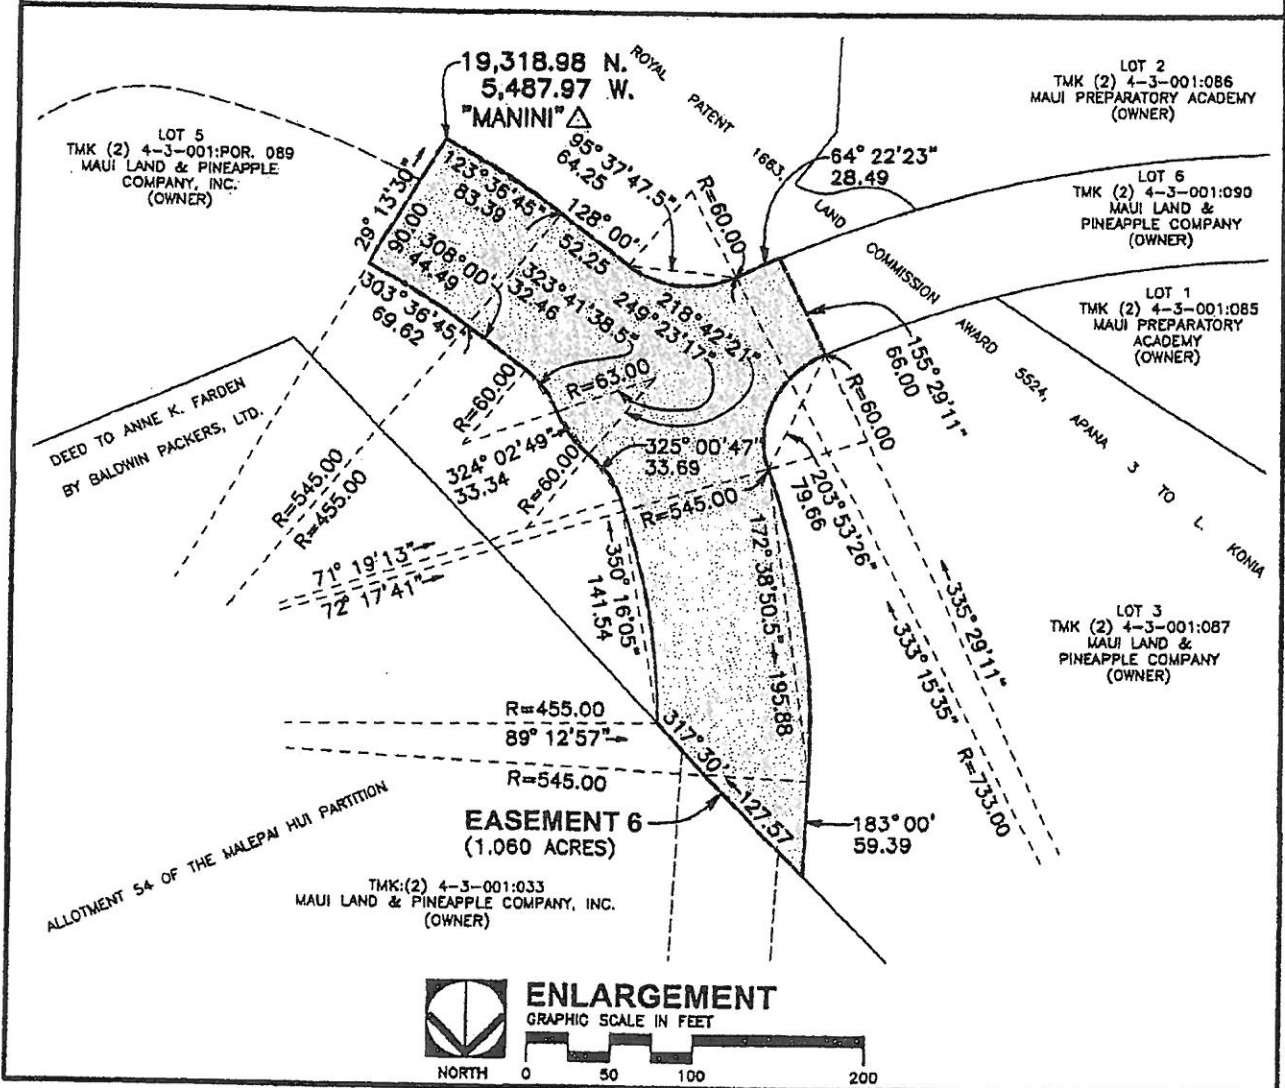 19,318.98 N.
5,487.97 W.
"MANINI"
ROYAL PATENT 1663, LAND COMMISSION AWARD 5524, APANA 3 TO L. KONIA
LOT 2
TMK (2) 4-3-001:086
MAUI PREPARATORY ACADEMY
(OWNER)
LOT 5
TMK (2) 4-3-001:POR. 089
MAUI LAND & PINEAPPLE
COMPANY, INC.
(OWNER)
95° 37'47.5"
64.25
R=60.00
64° 22'23"
28.49
LOT 6
TMK (2) 4-3-001:090
MAUI LAND &
PINEAPPLE COMPANY
(OWNER)
29° 13'30"
90.00
123° 36'45"
83.39
128° 00'
52.25
308° 00'
44.49
323° 41'38.5"
32.46
218° 42'21"
249° 23'17"
303° 36'45"
69.62
LOT 1
TMK (2) 4-3-001:085
MAUI PREPARATORY
ACADEMY
(OWNER)
155° 29'11"
66.00
R=63.00
R=60.00
R=60.00
DEED TO ANNE K. FARDEN
BY BALDWIN PACKERS, LTD.
R=545.00
R=455.00
324° 02'49"
33.34
R=60.00
325° 00'47"
33.69
R=545.00
203° 53'26"
79.66
71° 19'13"
72° 17'41"
350° 16'05"
141.54
172° 38'50.5"
195.88
335° 29'11"
333° 15'35" R=733.00
LOT 3
TMK (2) 4-3-001:087
MAUI LAND &
PINEAPPLE COMPANY
(OWNER)
R=455.00
89° 12'57"
R=545.00
317° 30' 127.57
EASEMENT 6
(1.060 ACRES)
183° 00'
59.39
ALLOTMENT 54 OF THE MALEPAI HUI PARTITION
TMK:(2) 4-3-001:033
MAUI LAND & PINEAPPLE COMPANY, INC.
(OWNER)
ENLARGEMENT
GRAPHIC SCALE IN FEET
NORTH
0 50 100 200